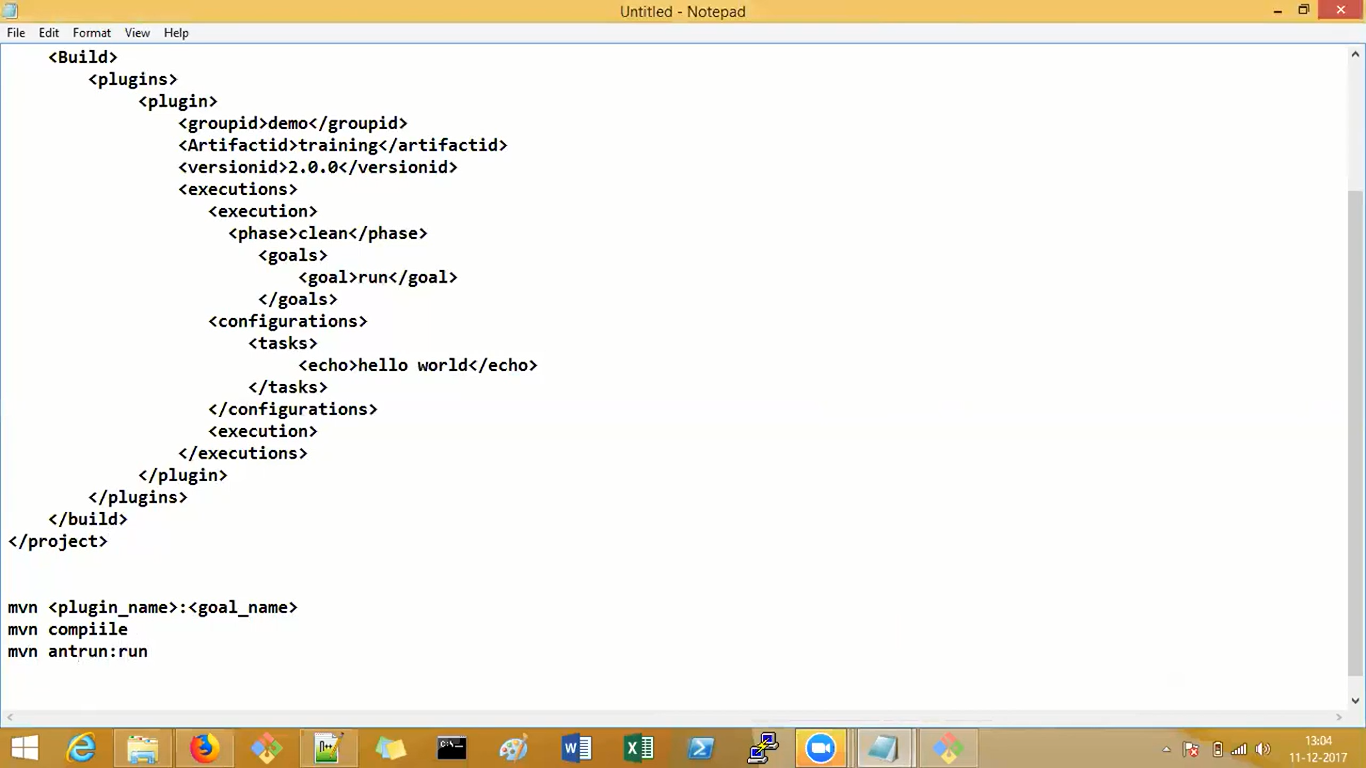 Untitled - Notepad
File Edit Format View Help
<Build>
<plugins>
<plugin>
<groupid>demo</groupid>
<Artifactid>training</artifactid>
<versionid>2.0.0</versionid>
<executions>
<execution>
<phase>clean</phase>
<goals>
<goal>run</goal>
</goals>
<configurations>
<tasks>
<echo>hello world</echo>
</tasks>
</configurations>
<execution>
</executions>
</plugin>
</plugins>
</build>
</project>
mvn <plugin_name>:<goal_name>
mvn compiile
mvn antrun:run
13:04
11-12-2017